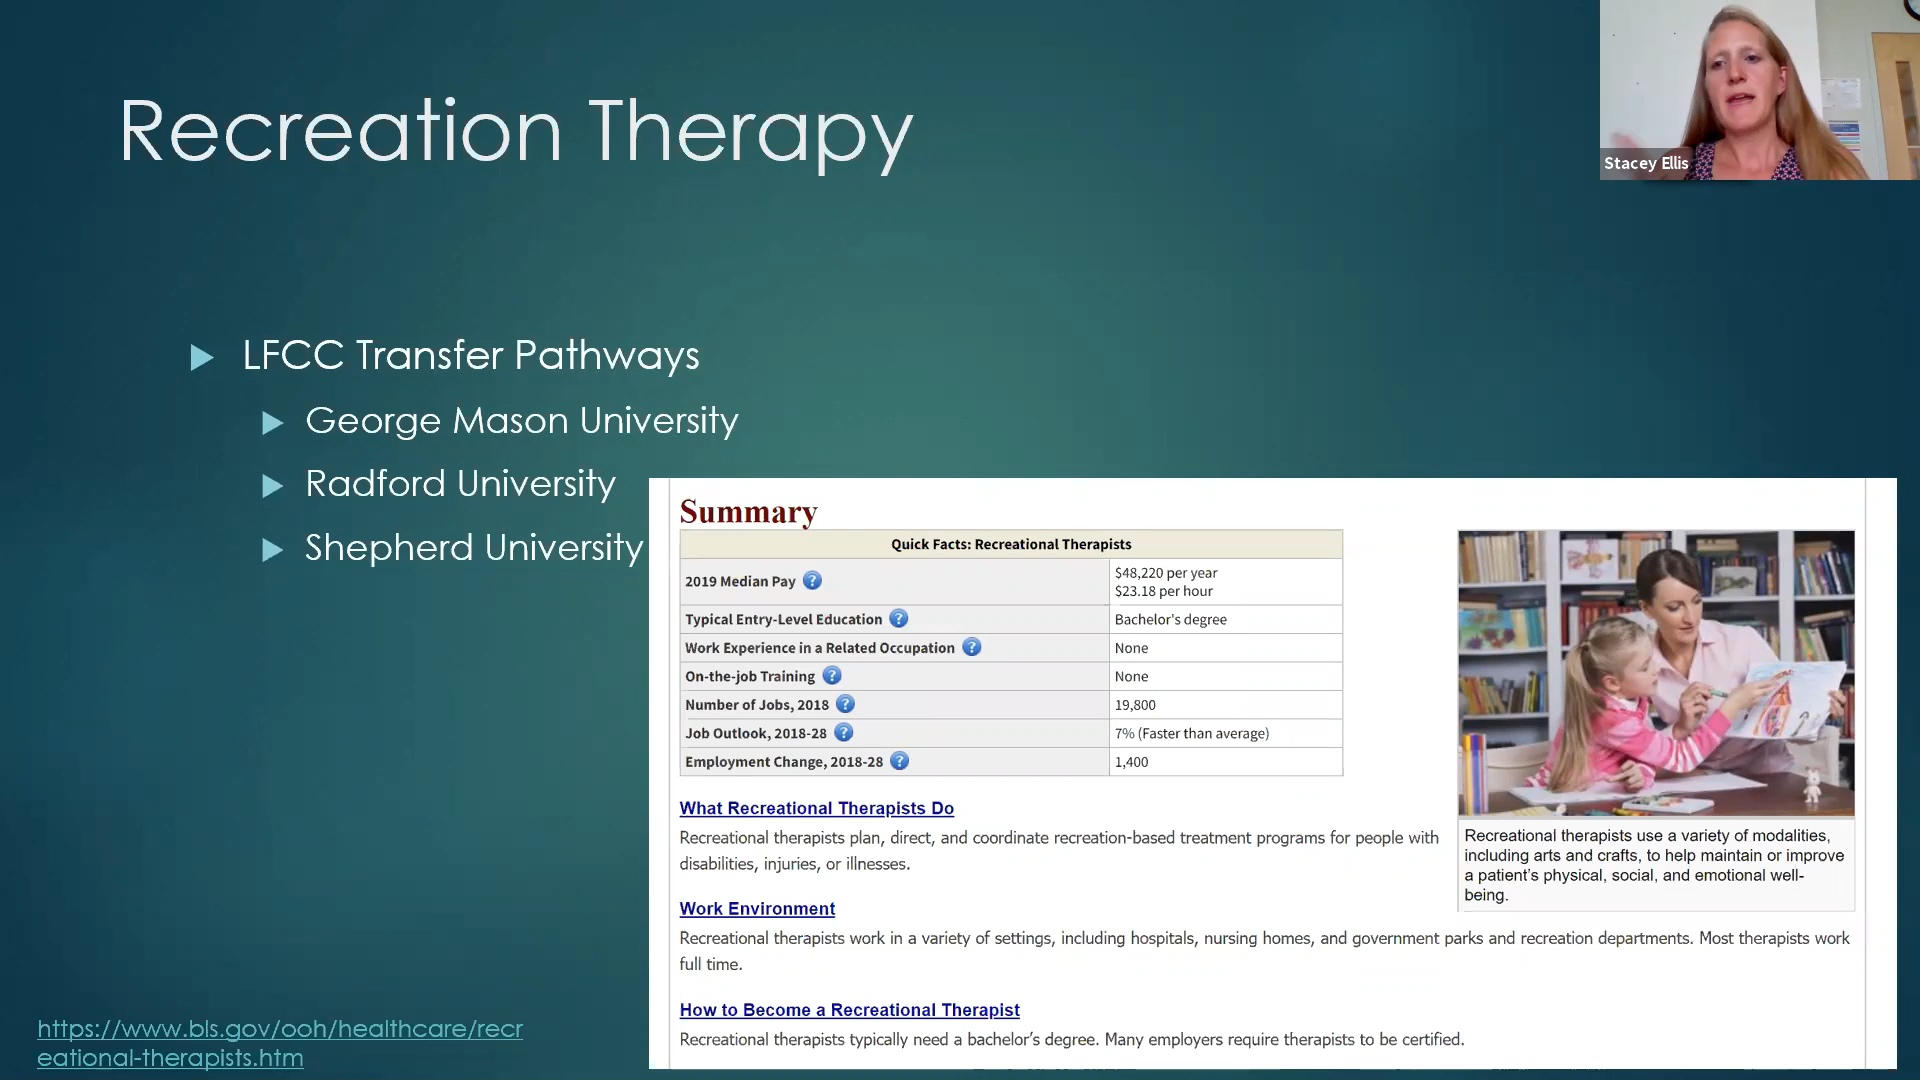 Recreation Therapy
Stacey Ellis
LFCC Transfer Pathways
George Mason University
Radford University
Shepherd University
Summary
Quick Facts: Recreational Therapists
2019 Median Pay
$48,220 per year
$23.18 per hour
Typical Entry-Level Education
Bachelor's degree
Work Experience in a Related Occupation
None
On-the-job Training
None
Number of Jobs, 2018
19,800
Job Outlook, 2018-28
7% (Faster than average)
Employment Change, 2018-28
1,400
Recreational therapists use a variety of modalities,
including arts and crafts, to help maintain or improve
a patient's physical, social, and emotional well-
being.
What Recreational Therapists Do
Recreational therapists plan, direct, and coordinate recreation-based treatment programs for people with
disabilities, injuries, or illnesses.
Work Environment
Recreational therapists work in a variety of settings, including hospitals, nursing homes, and government parks and recreation departments. Most therapists work
full time.
How to Become a Recreational Therapist
Recreational therapists typically need a bachelor's degree. Many employers require therapists to be certified.
https://www.bls.gov/ooh/healthcare/recr
eational-therapists.htm